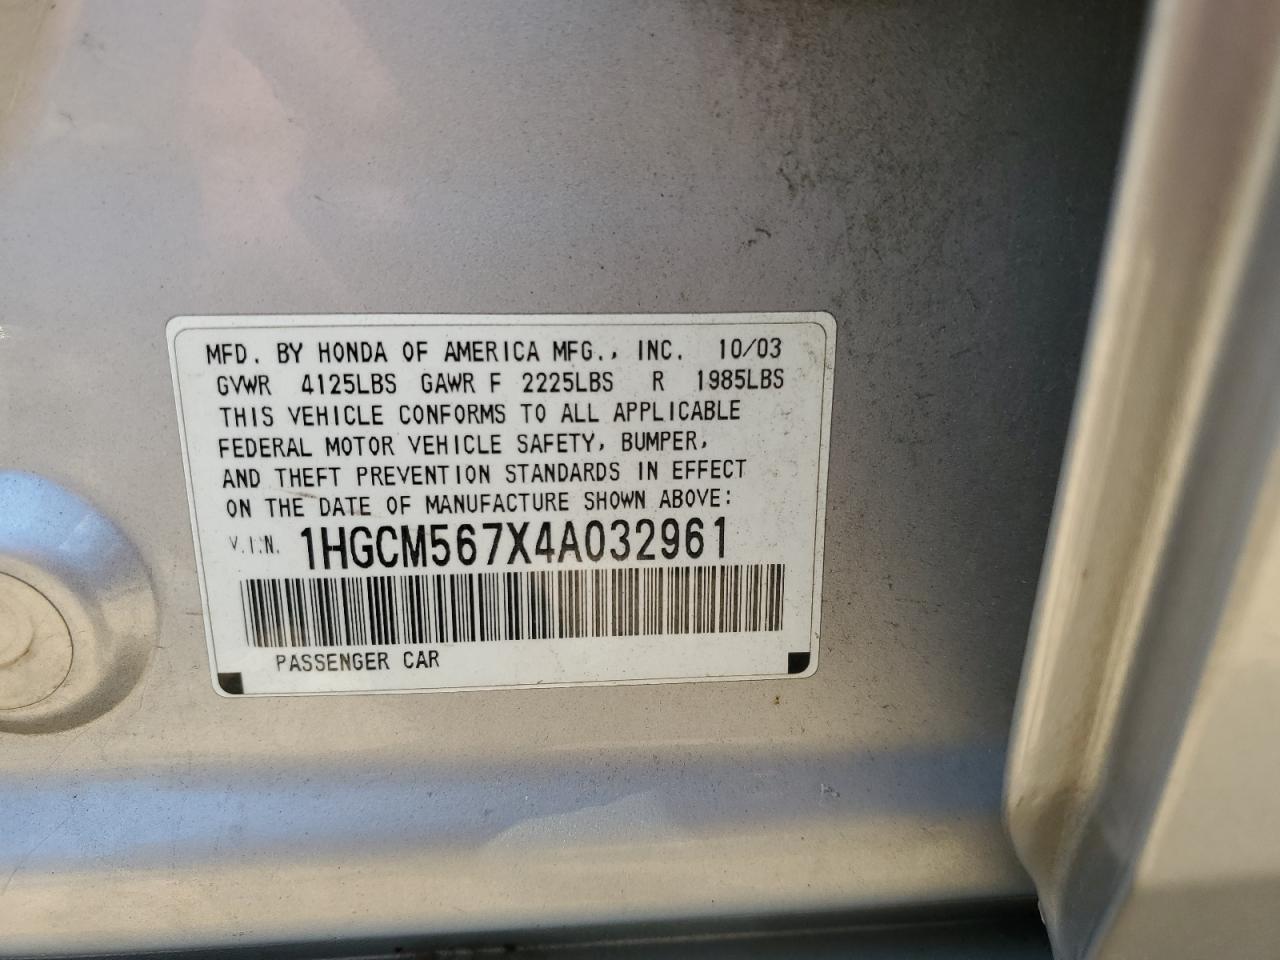 MFD. BY HONDA OF AMERICA MFG., INC. 10/03
GVWR 4125LBS GAWR F 2225LBS R 1985LBS
THIS VEHICLE CONFORMS TO ALL APPLICABLE
FEDERAL MOTOR VEHICLE SAFETY, BUMPER,
AND THEFT PREVENTION STANDARDS IN EFFECT
ON THE DATE OF MANUFACTURE SHOWN ABOVE:
V.I.N. 1HGCM567X4A032961
PASSENGER CAR